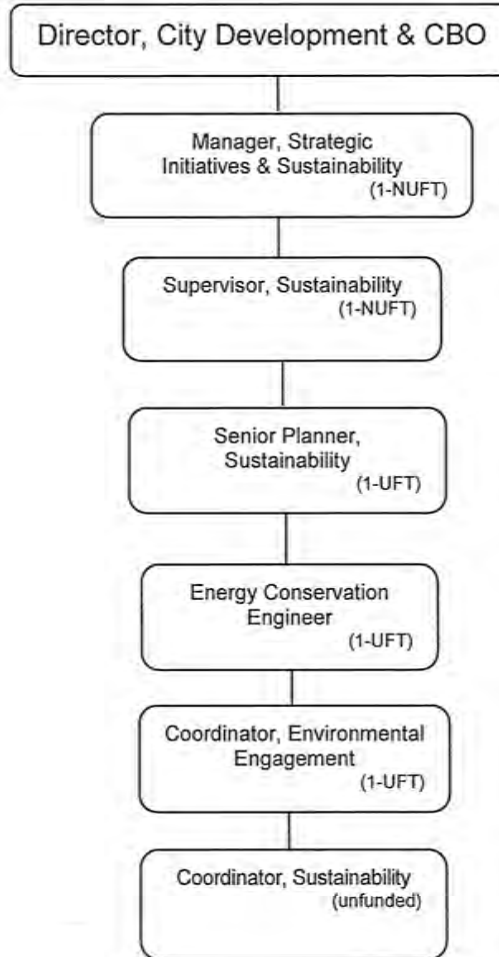 Director, City Development & CBO
Manager, Strategic
Initiatives & Sustainability
(1-NUFT)
Supervisor, Sustainability
(1-NUFT)
Senior Planner,
Sustainability
(1-UFT)
Energy Conservation
Engineer
(1-UFT)
Coordinator, Environmental
Engagement
(1-UFT)
Coordinator, Sustainability
(unfunded)